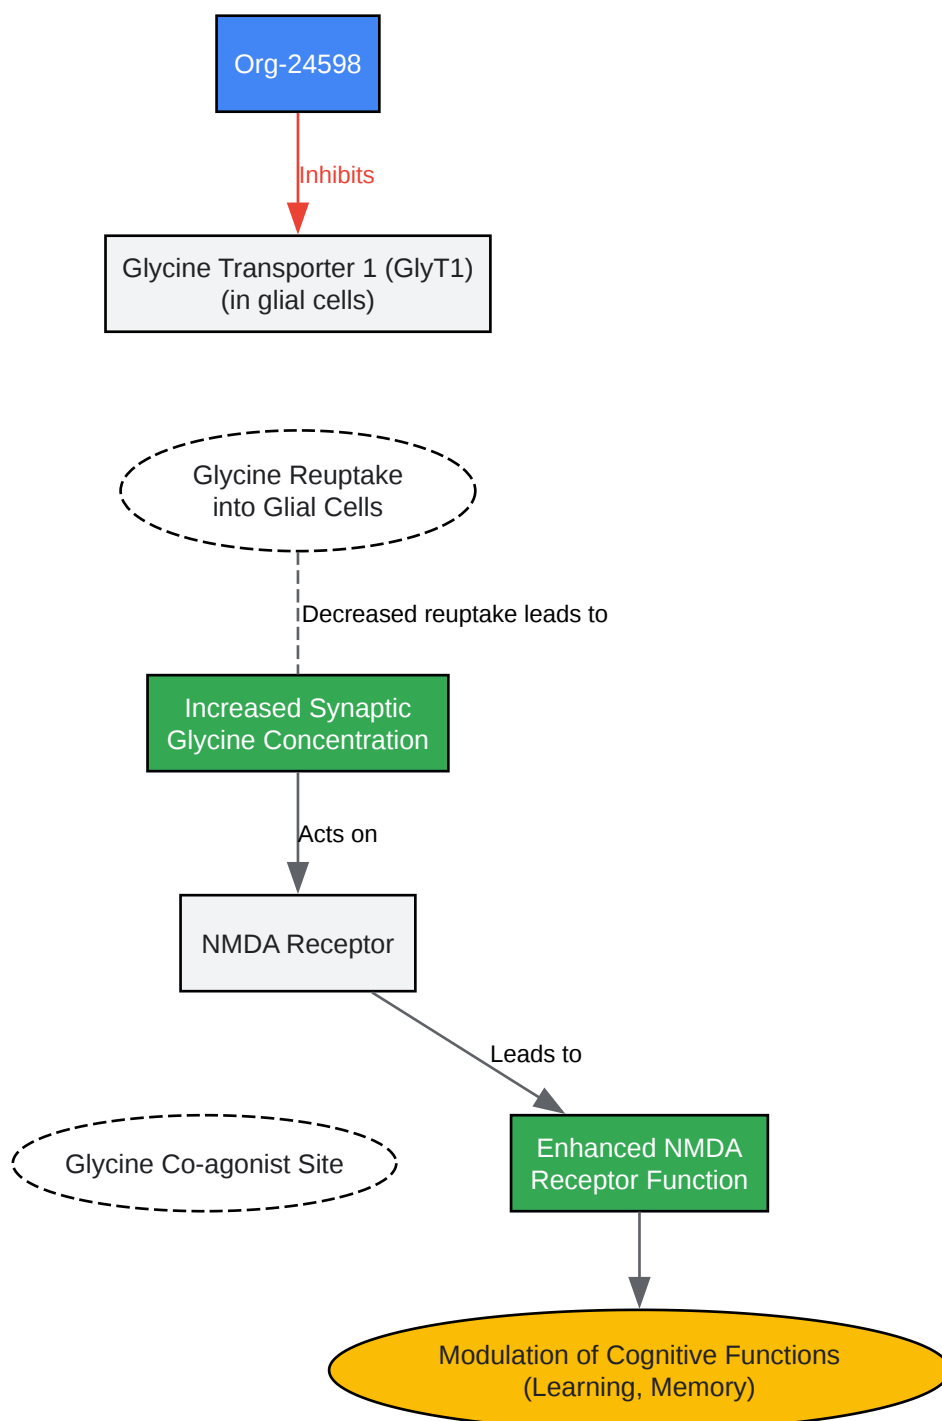 Org-24598
Inhibits
Glycine Transporter 1 (GlyT1)
(in glial cells)
Glycine Reuptake
into Glial Cells
Decreased reuptake leads to
Increased Synaptic
Glycine Concentration
Acts on
NMDA Receptor
Leads to
Glycine Co-agonist Site
Enhanced NMDA
Receptor Function
Modulation of Cognitive Functions
(Learning, Memory)